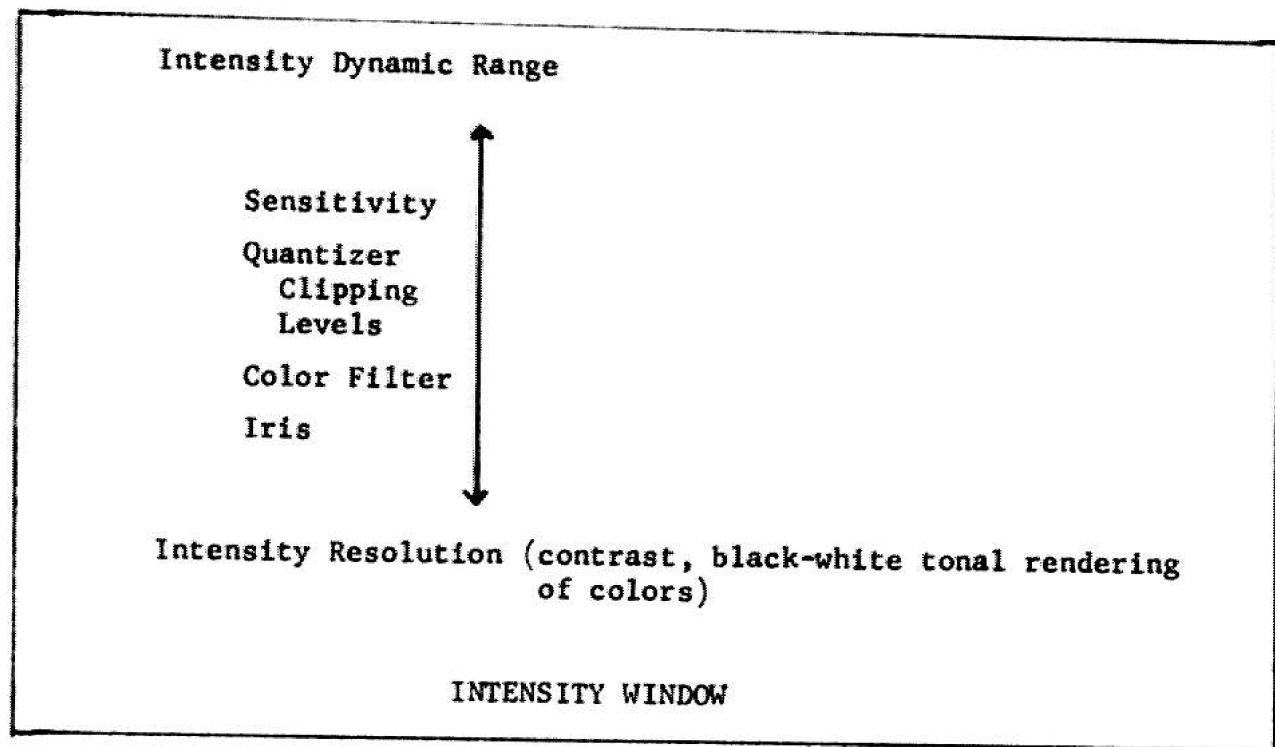 Intensity Dynamic Range
Sensitivity
Quantizer
Clipping
Levels
Color Filter
Iris
Intensity Resolution (contrast, black-white tonal rendering
of colors)
INTENSITY WINDOW